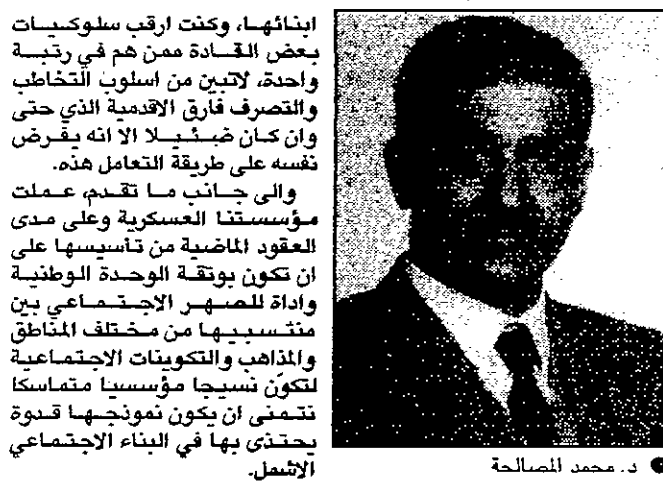 ابنائها، وكنت ارقب سلوكيات
بعض القادة ممن هم في رتبة
واحدة، لاتبين من اسلوب التخاطب
والتصرف فارق الاقدمية الذي حتى
وان كان ضئيلا الا انه يفرض
نفسه على طريقة التعامل هذه.
والى جانب ما تقدم، عملت
مؤسستنا العسكرية وعلى مدى
العقود الماضية من تأسيسها على
ان تكون بوتقة الوحدة الوطنية
واداة للصهر الاجتماعي بين
منتسبيها من مختلف المناطق
والمذاهب والتكوينات الاجتماعية
لتكوّن نسيجا مؤسسيا متماسكا
نتمنى ان يكون نموذجها قدوة
يحتذى بها في البناء الاجتماعي
الاشمل.
● د. محمد المصالحة